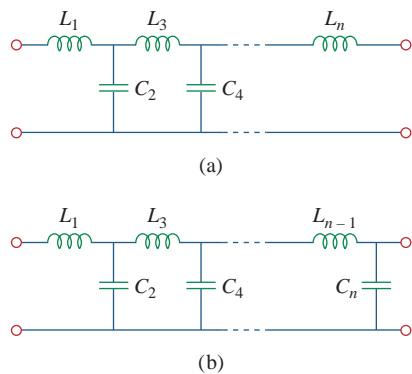 L₁ L₃ Lₙ
C₂ C₄
(a)
L₁ L₃ Lₙ₋₁
C₂ C₄ Cₙ
(b)